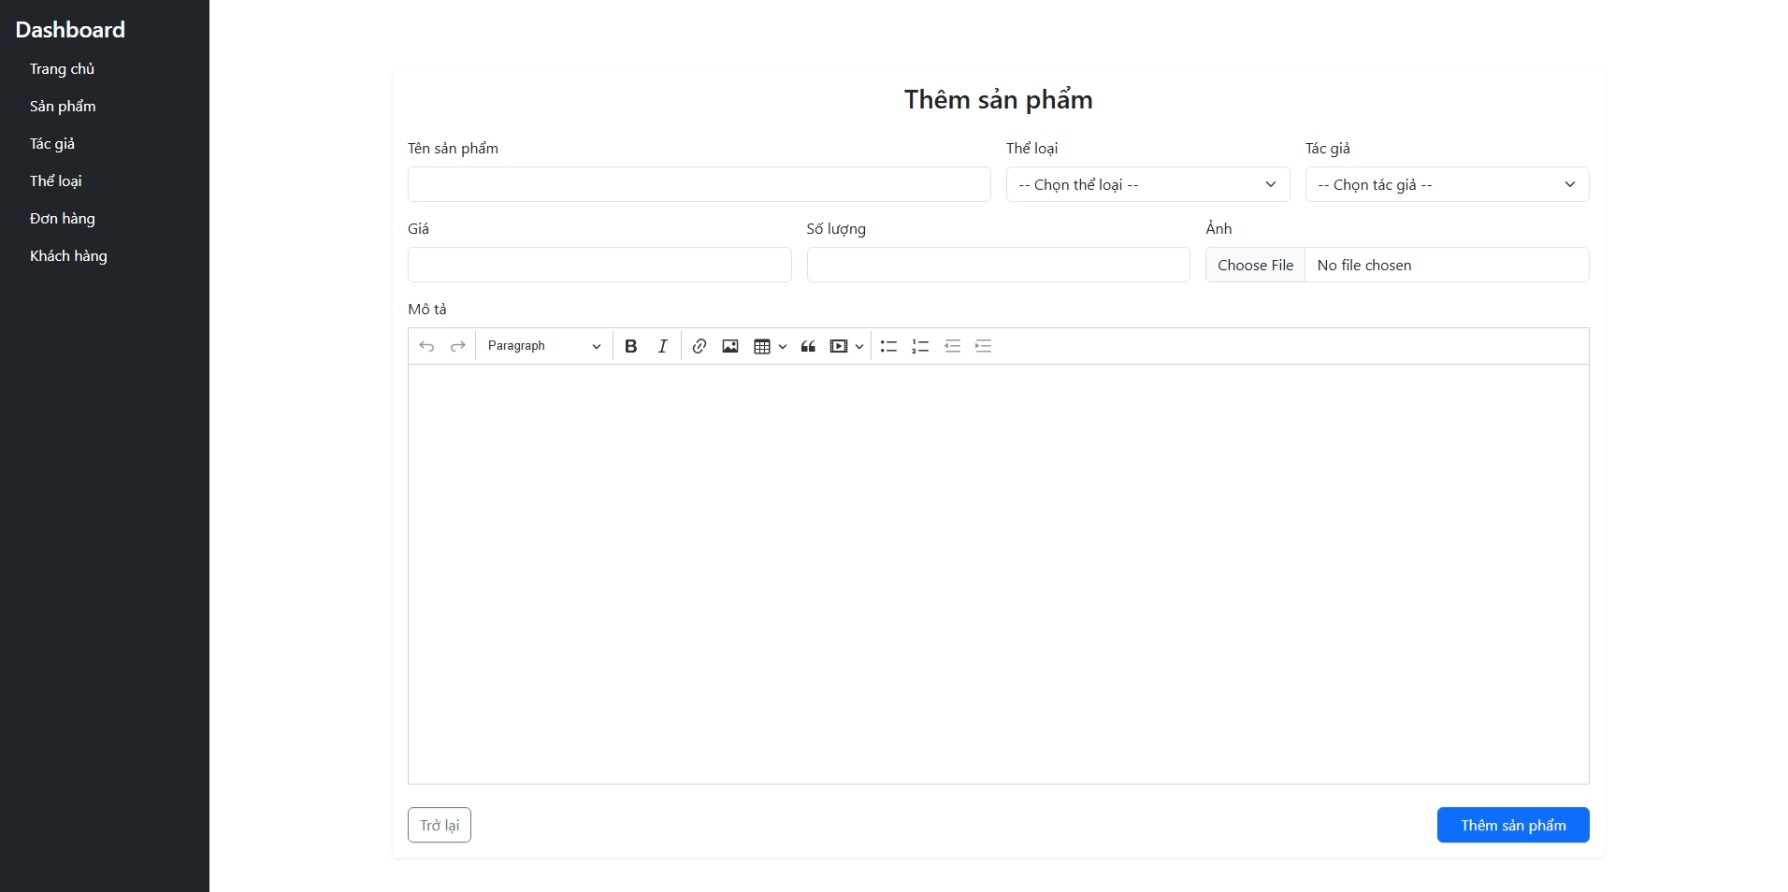 Dashboard
Trang chủ
Sản phẩm
Tác giả
Thể loại
Đơn hàng
Khách hàng
Thêm sản phẩm
Tên sản phẩm
Thể loại
Tác giả
-- Chọn thể loại --
-- Chọn tác giả --
Giá
Số lượng
Ảnh
Choose File
No file chosen
Mô tả
Paragraph
Trở lại
Thêm sản phẩm